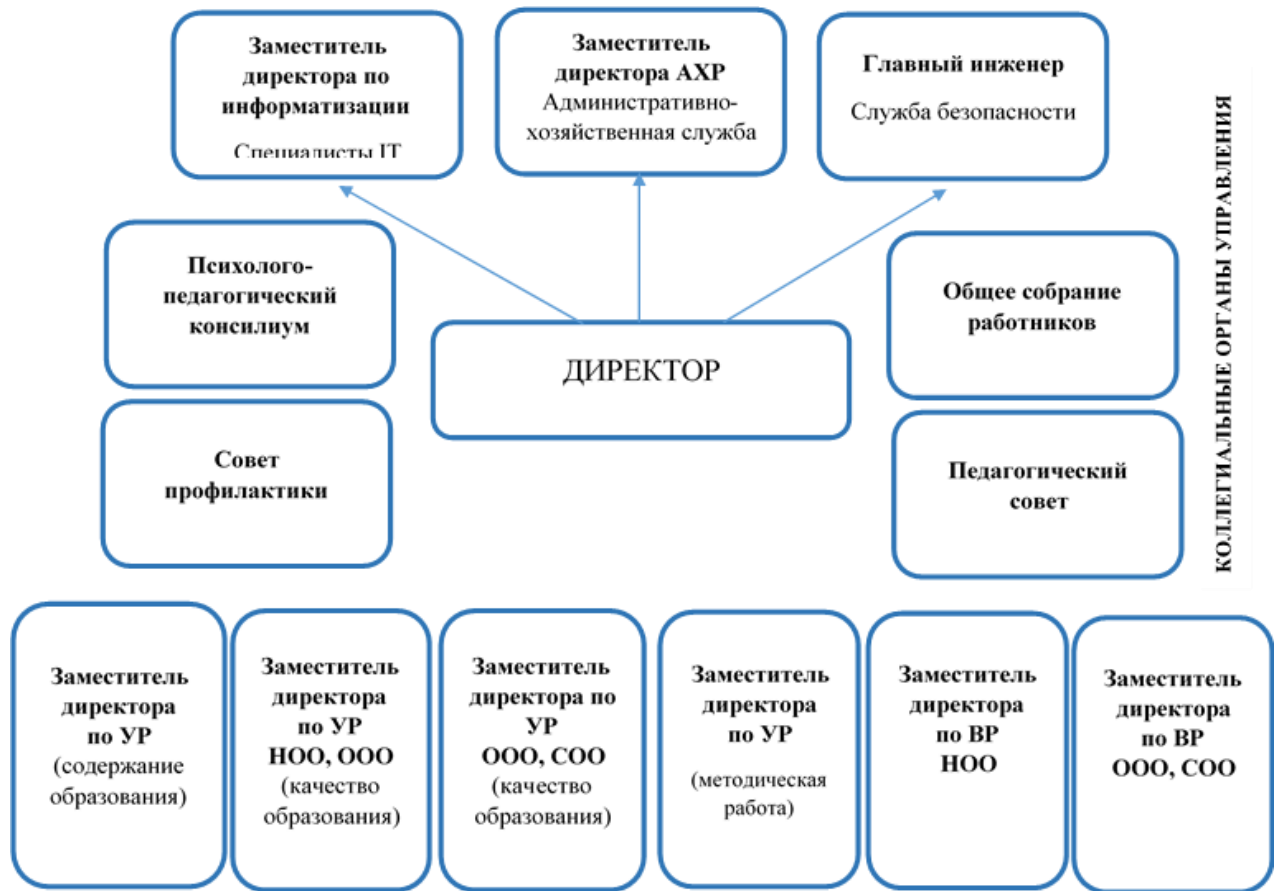 Заместитель
директора по
информатизации
Специалисты IT
Заместитель
директора АХР
Административно-
хозяйственная служба
Главный инженер
Служба безопасности
КОЛЛЕГИАЛЬНЫЕ ОРГАНЫ УПРАВЛЕНИЯ
Психолого-
педагогический
консилиум
ДИРЕКТОР
Общее собрание
работников
Совет
профилактики
Педагогический
совет
Заместитель
директора
по УР
(содержание
образования)
Заместитель
директора
по УР
НОО, ООО
(качество
образования)
Заместитель
директора по
УР
ООО, СОО
(качество
образования)
Заместитель
директора
по УР
(методическая
работа)
Заместитель
директора
по ВР
НОО
Заместитель
директора
по ВР
ООО, СОО